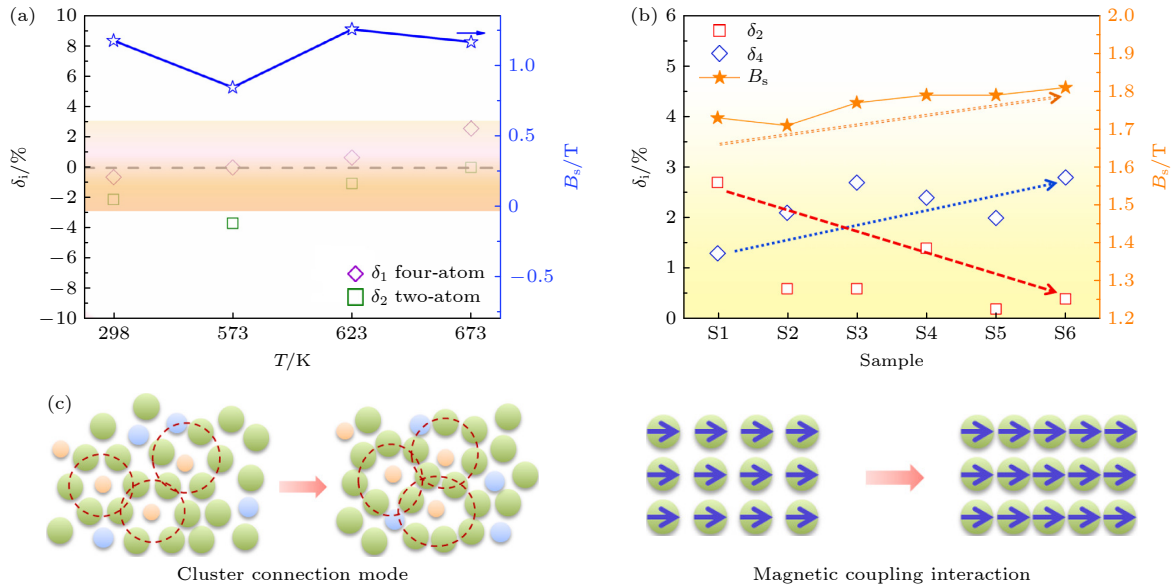 (a)
10
8
6
4
2
0
−2
−4
−6
−8
−10
δi/%
298
573
623
673
T/K
1.0
0.5
0
−0.5
Bs/T
δ1 four-atom
δ2 two-atom
(b)
6
5
4
3
2
1
0
δi/%
δ2
δ4
Bs
S1
S2
S3
S4
S5
S6
Sample
2.0
1.9
1.8
1.7
1.6
1.5
1.4
1.3
1.2
Bs/T
(c)
Cluster connection mode
Magnetic coupling interaction